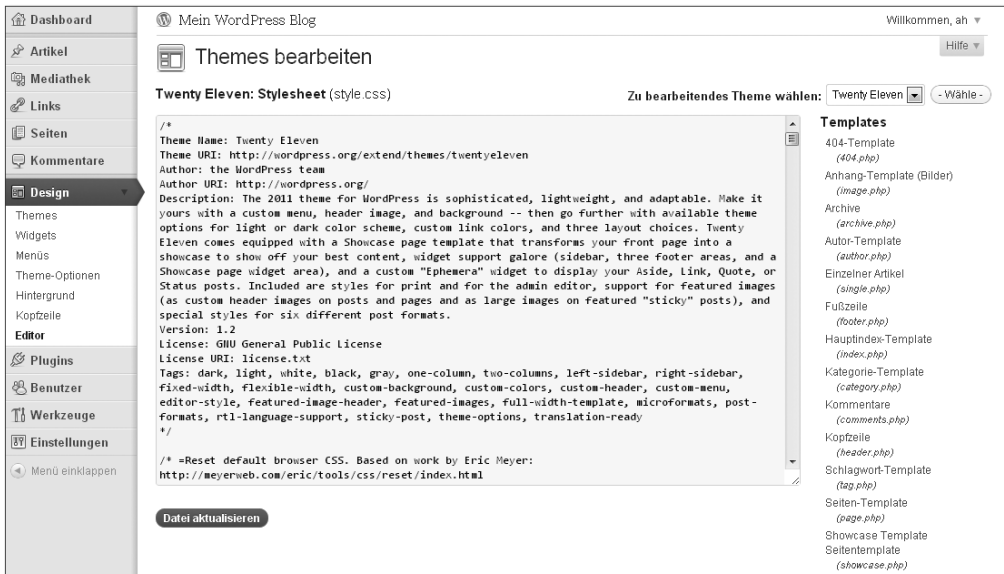 Dashboard
Artikel
Mediathek
Links
Seiten
Kommentare
Design
Themes
Widgets
Menüs
Theme-Optionen
Hintergrund
Kopfzeile
Editor
Plugins
Benutzer
Werkzeuge
Einstellungen
Menü einklappen
Mein WordPress Blog
Willkommen, ah
Hilfe
Themes bearbeiten
Twenty Eleven: Stylesheet (style.css)
Zu bearbeitendes Theme wählen: Twenty Eleven - Wähle -
/*
Theme Name: Twenty Eleven
Theme URI: http://wordpress.org/extend/themes/twentyeleven
Author: the WordPress team
Author URI: http://wordpress.org/
Description: The 2011 theme for WordPress is sophisticated, lightweight, and adaptable. Make it
yours with a custom menu, header image, and background -- then go further with available theme
options for light or dark color scheme, custom link colors, and three layout choices. Twenty
Eleven comes equipped with a Showcase page template that transforms your front page into a
showcase to show off your best content, widget support galore (sidebar, three footer areas, and a
Showcase page widget area), and a custom "Ephemera" widget to display your Aside, Link, Quote, or
Status posts. Included are styles for print and for the admin editor, support for featured images
(as custom header images on posts and pages and as large images on featured "sticky" posts), and
special styles for six different post formats.
Version: 1.2
License: GNU General Public License
License URI: license.txt
Tags: dark, light, white, black, gray, one-column, two-columns, left-sidebar, right-sidebar,
fixed-width, flexible-width, custom-background, custom-colors, custom-header, custom-menu,
editor-style, featured-image-header, featured-images, full-width-template, microformats, post-
formats, rtl-language-support, sticky-post, theme-options, translation-ready
*/
/* =Reset default browser CSS. Based on work by Eric Meyer:
http://meyerweb.com/eric/tools/css/reset/index.html
Datei aktualisieren
Templates
404-Template
(404.php)
Anhang-Template (Bilder)
(image.php)
Archive
(archive.php)
Autor-Template
(author.php)
Einzelner Artikel
(single.php)
Fußzeile
(footer.php)
Hauptindex-Template
(index.php)
Kategorie-Template
(category.php)
Kommentare
(comments.php)
Kopfzeile
(header.php)
Schlagwort-Template
(tag.php)
Seiten-Template
(page.php)
Showcase Template
Seitentemplate
(showcase.php)